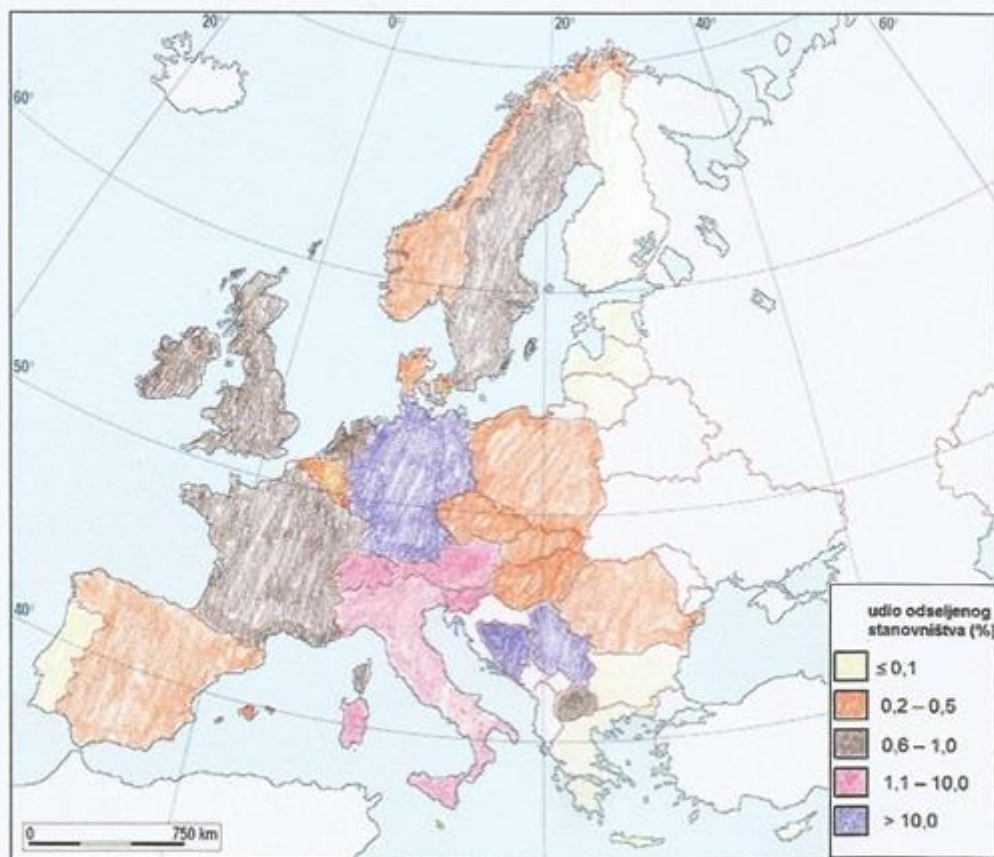 20°
0°
20°
40°
60°
60°
50°
40°
0
750 km
udio odseljenog
stanovništva (%)
≤ 0,1
0,2 – 0,5
0,6 – 1,0
1,1 – 10,0
> 10,0